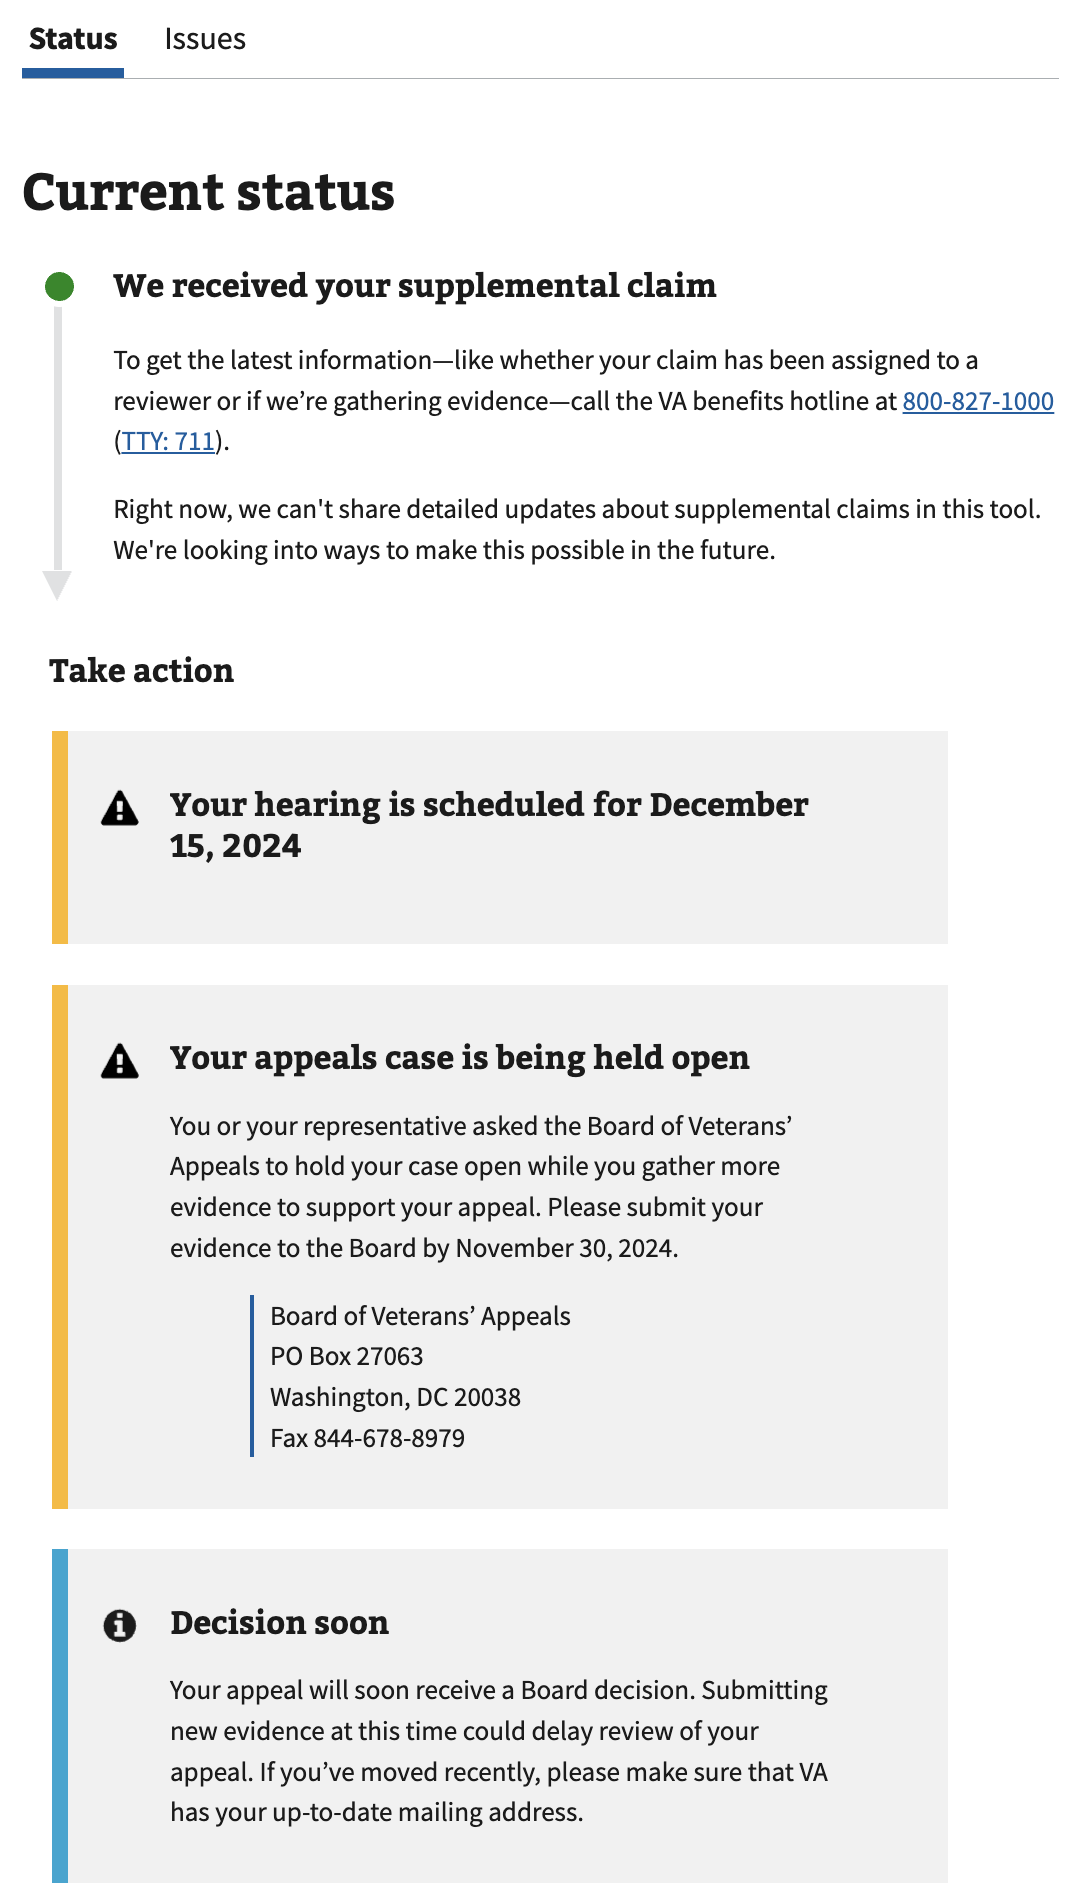 Status Issues
Current status
We received your supplemental claim
To get the latest information—like whether your claim has been assigned to a
reviewer or if we’re gathering evidence—call the VA benefits hotline at 800-827-1000
(TTY: 711).
Right now, we can't share detailed updates about supplemental claims in this tool.
We're looking into ways to make this possible in the future.
Take action
Your hearing is scheduled for December
15, 2024
Your appeals case is being held open
You or your representative asked the Board of Veterans’
Appeals to hold your case open while you gather more
evidence to support your appeal. Please submit your
evidence to the Board by November 30, 2024.
Board of Veterans’ Appeals
PO Box 27063
Washington, DC 20038
Fax 844-678-8979
Decision soon
Your appeal will soon receive a Board decision. Submitting
new evidence at this time could delay review of your
appeal. If you’ve moved recently, please make sure that VA
has your up-to-date mailing address.